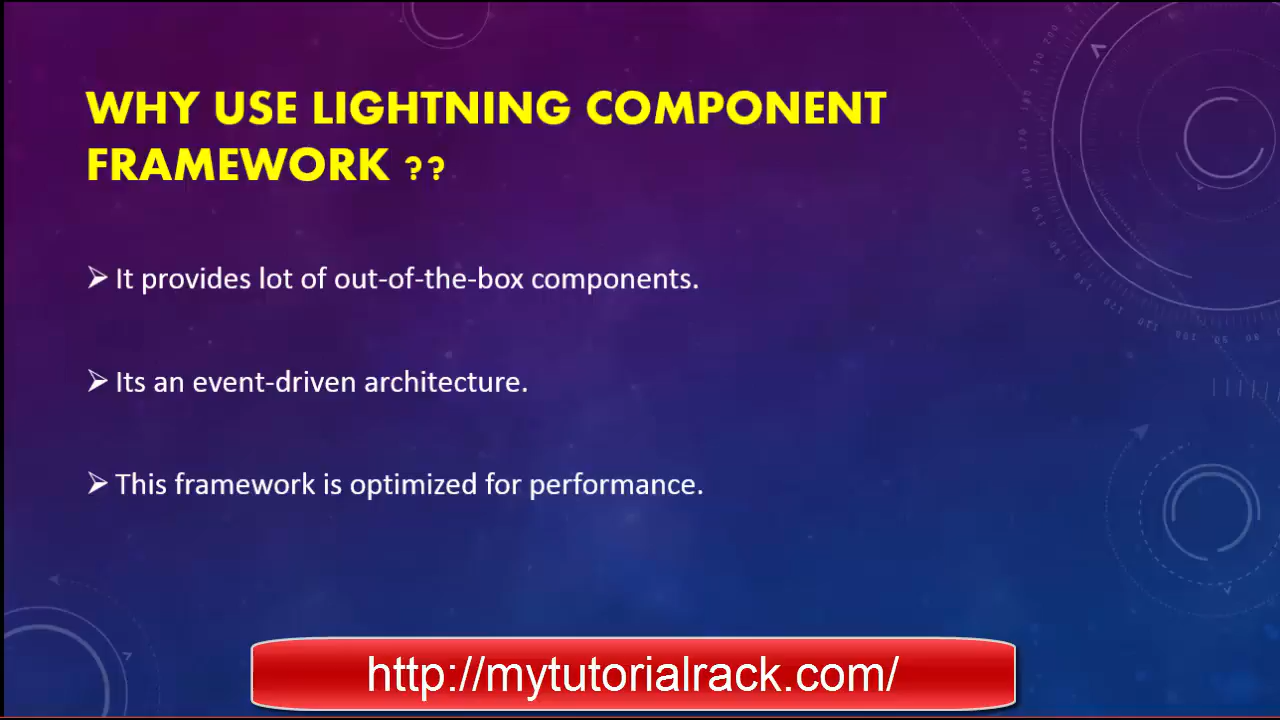 WHY USE LIGHTNING COMPONENT
FRAMEWORK ??
It provides lot of out-of-the-box components.
Its an event-driven architecture.
This framework is optimized for performance.
http://mytutorialrack.com/